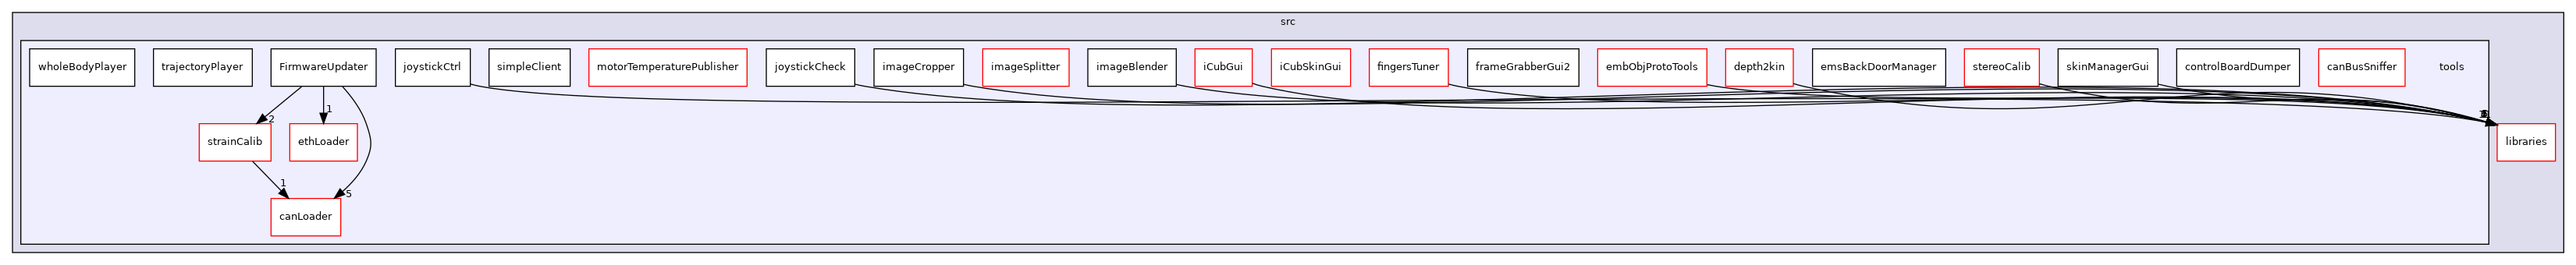 src
wholeBodyPlayer
trajectoryPlayer
FirmwareUpdater
joystickCtrl
simpleClient
motorTemperaturePublisher
joystickCheck
imageCropper
imageSplitter
imageBlender
iCubGui
iCubSkinGui
fingersTuner
frameGrabberGui2
embObjProtoTools
depth2kin
emsBackDoorManager
stereoCalib
skinManagerGui
controlBoardDumper
canBusSniffer
tools
1
2
strainCalib
ethLoader
libraries
1
5
canLoader